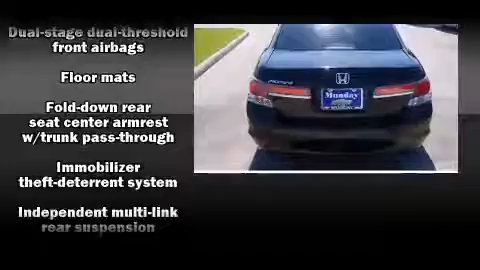 Dual-stage dual-threshold
front airbags
Floor mats
Fold-down rear
seat center armrest
w/trunk pass-through
Immobilizer
theft-deterrent system
Independent multi-link
rear suspension
Munday